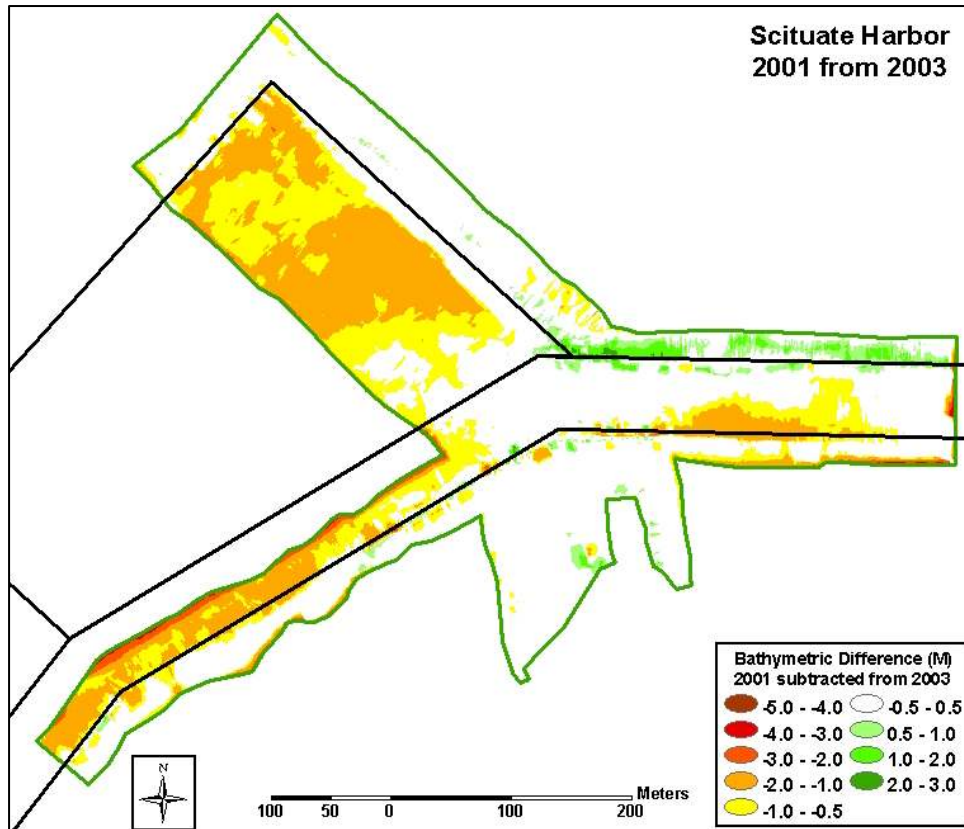 Scituate Harbor
2001 from 2003
Bathymetric Difference (M)
2001 subtracted from 2003
-5.0 - -4.0
-0.5 - 0.5
-4.0 - -3.0
0.5 - 1.0
-3.0 - -2.0
1.0 - 2.0
-2.0 - -1.0
2.0 - 3.0
-1.0 - -0.5
N
Meters
100 50 0 100 200